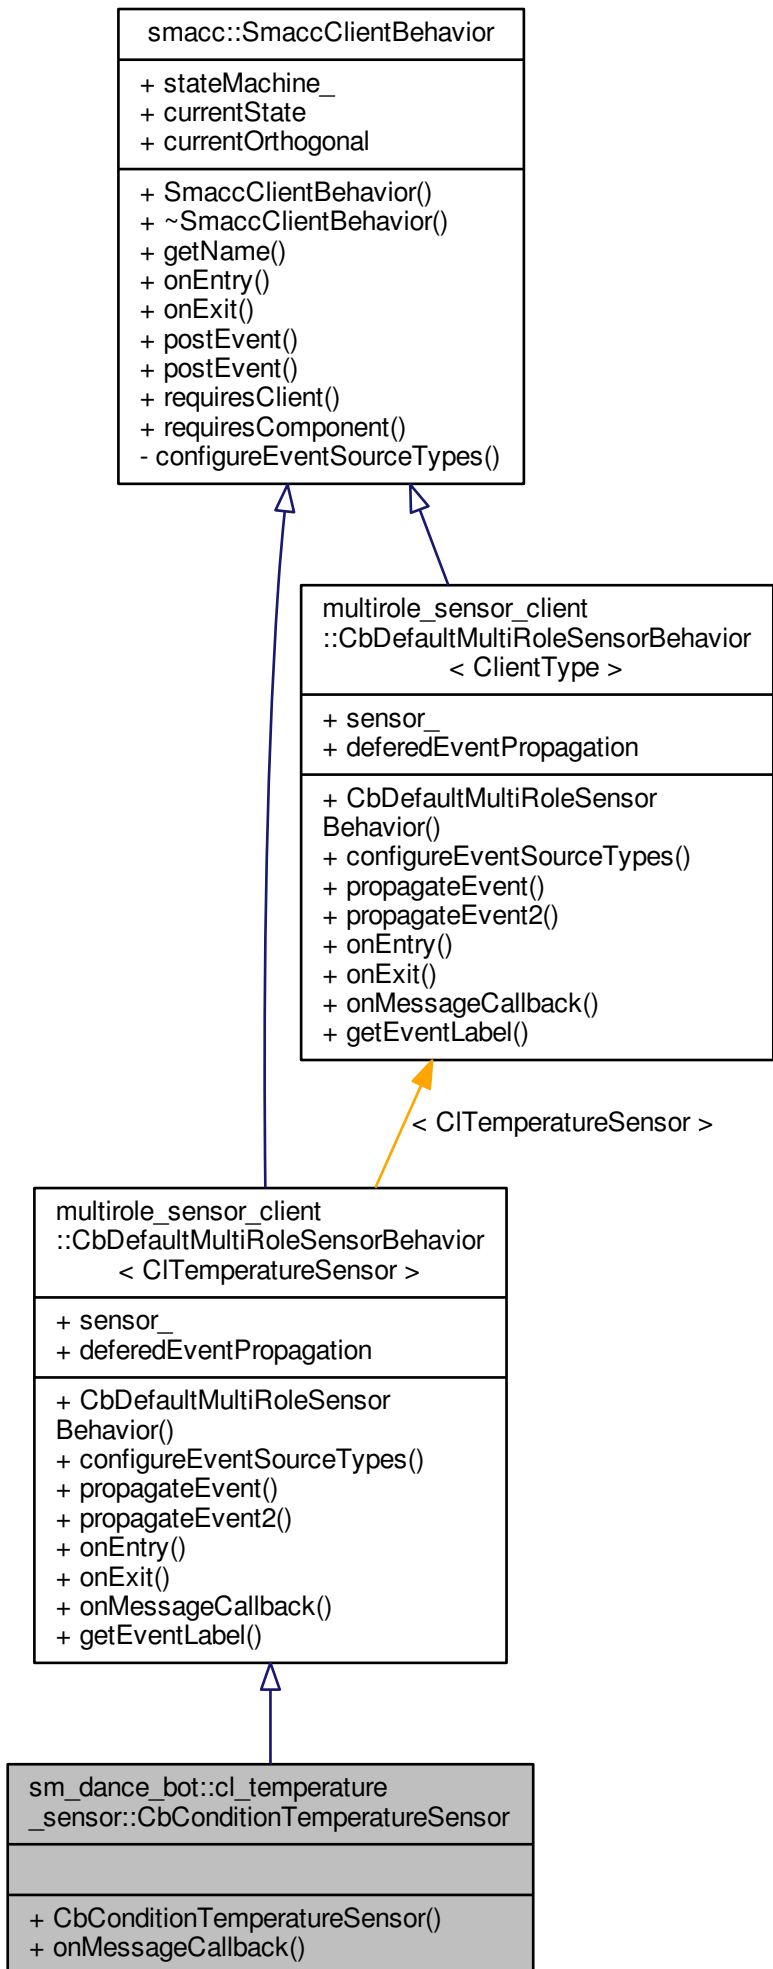 smacc::SmaccClientBehavior
+ stateMachine_
+ currentState
+ currentOrthogonal
+ SmaccClientBehavior()
+ ~SmaccClientBehavior()
+ getName()
+ onEntry()
+ onExit()
+ postEvent()
+ postEvent()
+ requiresClient()
+ requiresComponent()
- configureEventSourceTypes()
multirole_sensor_client
::CbDefaultMultiRoleSensorBehavior
< ClientType >
+ sensor_
+ deferedEventPropagation
+ CbDefaultMultiRoleSensor
Behavior()
+ configureEventSourceTypes()
+ propagateEvent()
+ propagateEvent2()
+ onEntry()
+ onExit()
+ onMessageCallback()
+ getEventLabel()
< ClTemperatureSensor >
multirole_sensor_client
::CbDefaultMultiRoleSensorBehavior
< ClTemperatureSensor >
+ sensor_
+ deferedEventPropagation
+ CbDefaultMultiRoleSensor
Behavior()
+ configureEventSourceTypes()
+ propagateEvent()
+ propagateEvent2()
+ onEntry()
+ onExit()
+ onMessageCallback()
+ getEventLabel()
sm_dance_bot::cl_temperature
_sensor::CbConditionTemperatureSensor
+ CbConditionTemperatureSensor()
+ onMessageCallback()